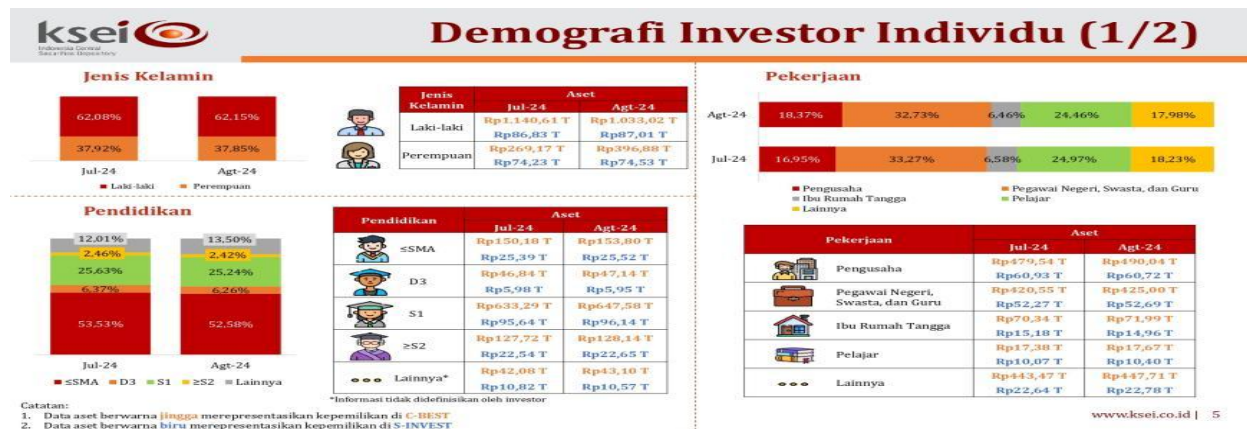 ksei
Indonesia Central
Securities Depository
Demografi Investor Individu (1/2)
Jenis Kelamin
62,08%
62,15%
37,92%
37,85%
Jul-24
Agt-24
Laki-laki
Perempuan
Jenis Kelamin
Aset
Jul-24
Agt-24
Laki-laki
Rp1.140,61 T
Rp1.033,02 T
Rp86,83 T
Rp87,01 T
Perempuan
Rp269,17 T
Rp396,88 T
Rp74,23 T
Rp74,53 T
Pendidikan
12,01%
13,50%
2,46%
2,42%
25,63%
25,24%
6,37%
6,26%
53,53%
52,58%
Jul-24
Agt-24
≤SMA
D3
S1
≥S2
Lainnya
Pendidikan
Aset
Jul-24
Agt-24
≤SMA
Rp150,18 T
Rp153,80 T
Rp25,39 T
Rp25,52 T
D3
Rp46,84 T
Rp47,14 T
Rp5,98 T
Rp5,95 T
S1
Rp633,29 T
Rp647,58 T
Rp95,64 T
Rp96,14 T
≥S2
Rp127,72 T
Rp128,14 T
Rp22,54 T
Rp22,65 T
Lainnya*
Rp42,08 T
Rp43,10 T
Rp10,82 T
Rp10,57 T
*Informasi tidak didefinisikan oleh investor
Catatan:
1. Data aset berwarna jingga merepresentasikan kepemilikan di C-BEST
2. Data aset berwarna biru merepresentasikan kepemilikan di S-INVEST
Pekerjaan
Agt-24
18,37%
32,73%
6,46%
24,46%
17,98%
Jul-24
16,95%
33,27%
6,58%
24,97%
18,23%
Pengusaha
Pegawai Negeri, Swasta, dan Guru
Ibu Rumah Tangga
Pelajar
Lainnya
Pekerjaan
Aset
Jul-24
Agt-24
Pengusaha
Rp479,54 T
Rp490,04 T
Rp60,93 T
Rp60,72 T
Pegawai Negeri,
Swasta, dan Guru
Rp420,55 T
Rp425,00 T
Rp52,27 T
Rp52,69 T
Ibu Rumah Tangga
Rp70,34 T
Rp71,99 T
Rp15,18 T
Rp14,96 T
Pelajar
Rp17,38 T
Rp17,67 T
Rp10,07 T
Rp10,40 T
Lainnya
Rp443,47 T
Rp447,71 T
Rp22,64 T
Rp22,78 T
www.ksei.co.id | 5